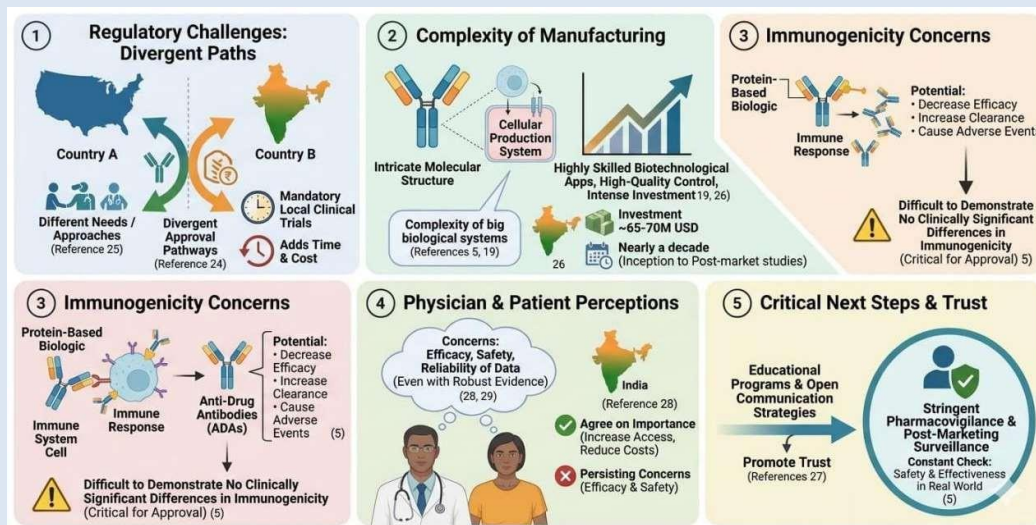 1
Regulatory Challenges:
Divergent Paths
Country A
Country B
Different Needs /
Approaches
(Reference 25)
Divergent
Approval
Pathways
(Reference 24)
Mandatory
Local Clinical
Trials
Adds Time
& Cost
2
Complexity of Manufacturing
Intricate Molecular
Structure
Cellular
Production
System
Highly Skilled Biotechnological
Apps, High-Quality Control,
Intense Investment 19, 26)
Complexity of big
biological systems
(References 5, 19)
26
Investment
~65-70M USD
Nearly a decade
(Inception to Post-market studies)
3
Immunogenicity Concerns
Protein-
Based
Biologic
Immune
Response
Potential:
• Decrease Efficacy
• Increase Clearance
• Cause Adverse Events
Difficult to Demonstrate
No Clinically Significant
Differences in
Immunogenicity
(Critical for Approval) 5)
3
Immunogenicity Concerns
Protein-Based
Biologic
Immune
System
Cell
Immune
Response
Anti-Drug
Antibodies
(ADAs)
Potential:
• Decrease
Efficacy
• Increase
Clearance
• Cause
Adverse
Events
(5)
Difficult to Demonstrate No Clinically
Significant Differences in Immunogenicity
(Critical for Approval) (5)
4
Physician & Patient Perceptions
Concerns:
Efficacy, Safety,
Reliability of Data
(Even with Robust Evidence)
(28, 29)
India
(Reference 28)
Agree on Importance
(Increase Access,
Reduce Costs)
Persisting Concerns
(Efficacy & Safety)
5
Critical Next Steps & Trust
Educational
Programs & Open
Communication
Strategies
Promote Trust
(References 27)
Stringent
Pharmacovigilance &
Post-Marketing
Surveillance
Constant Check:
Safety & Effectiveness
in Real World
(5)